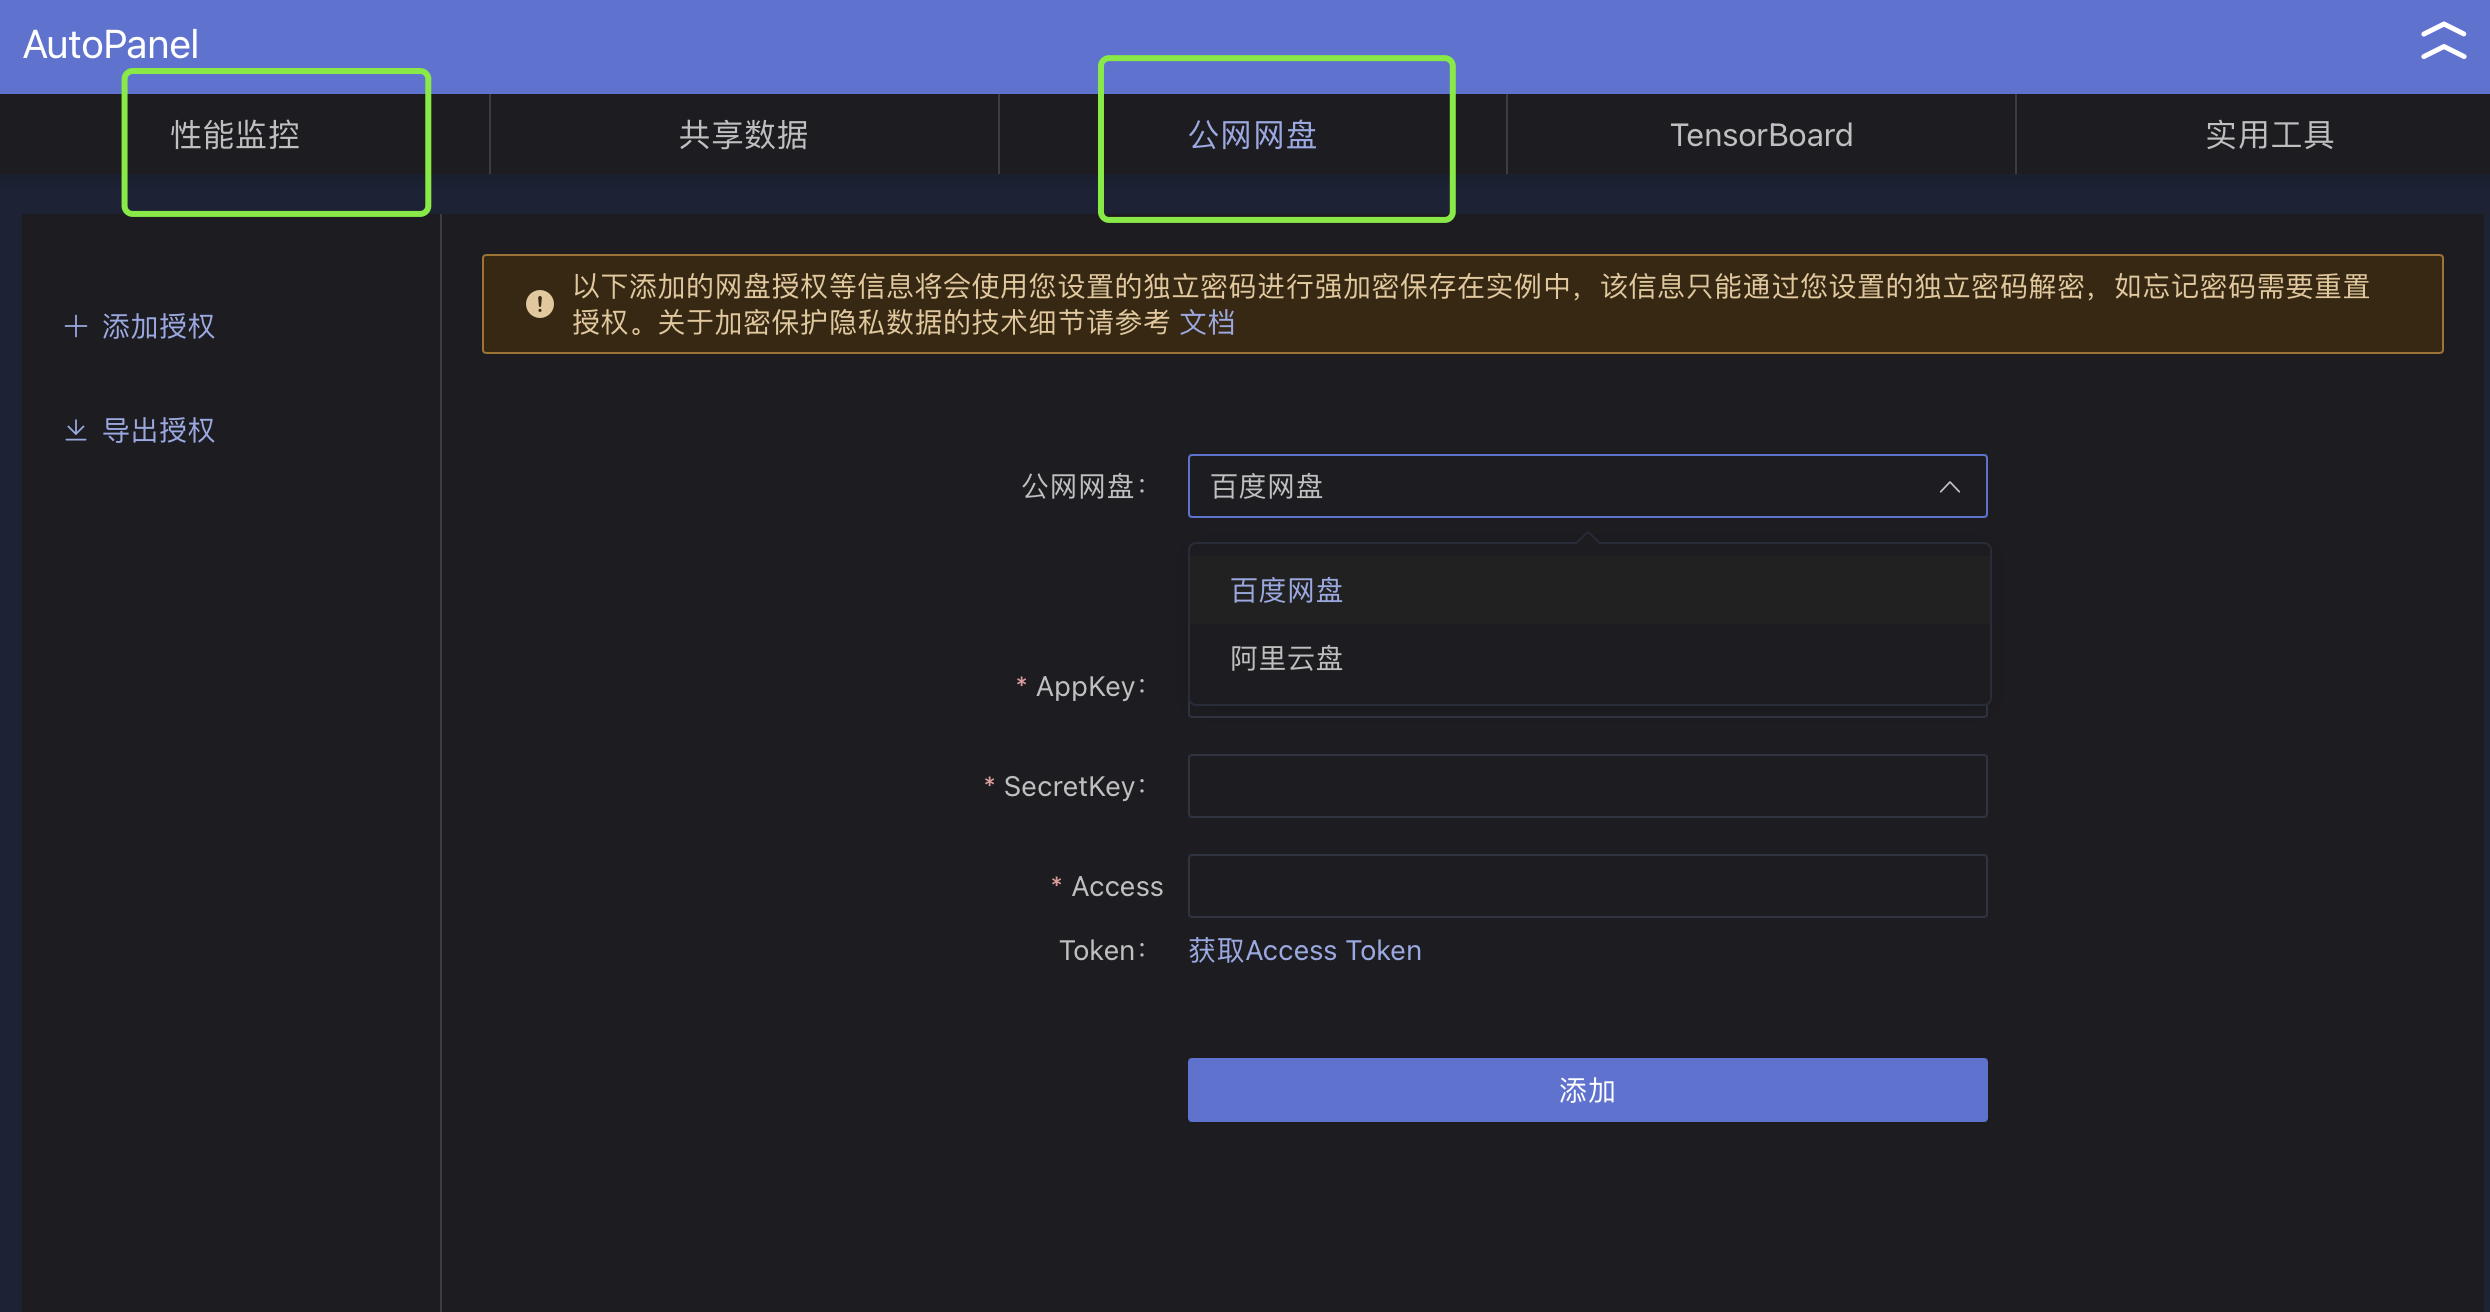 AutoPanel
性能监控
共享数据
公网网盘
TensorBoard
实用工具
添加授权
导出授权
以下添加的网盘授权等信息将会使用您设置的独立密码进行强加密保存在实例中，该信息只能通过您设置的独立密码解密，如忘记密码需要重置
授权。关于加密保护隐私数据的技术细节请参考 文档
公网网盘：
百度网盘
百度网盘
阿里云盘
* AppKey：
* SecretKey：
* Access
Token：
获取Access Token
添加